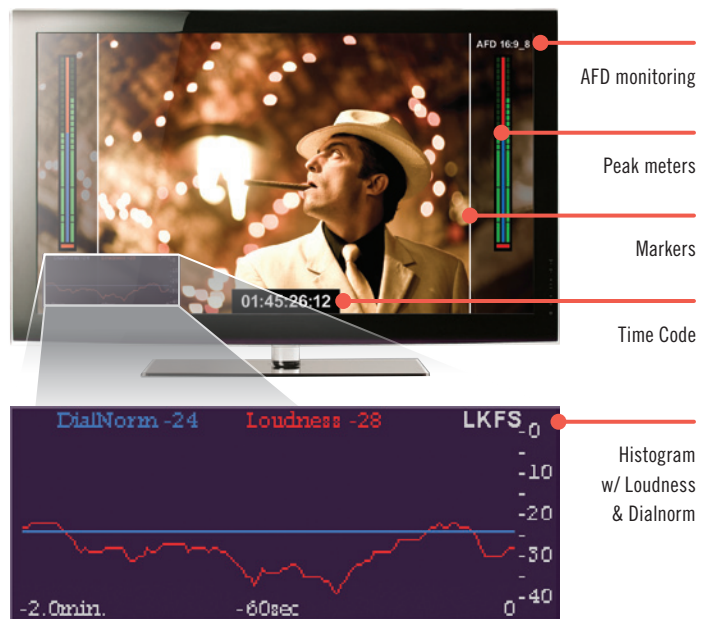 AFD 16:9_8
AFD monitoring
Peak meters
Markers
01:45:26:12
Time Code
DialNorm -24 Loudness -28 LKFS
-0
-10
-20
-30
-40
-2.0min. -60sec 0
Histogram
w/ Loudness
& Dialnorm